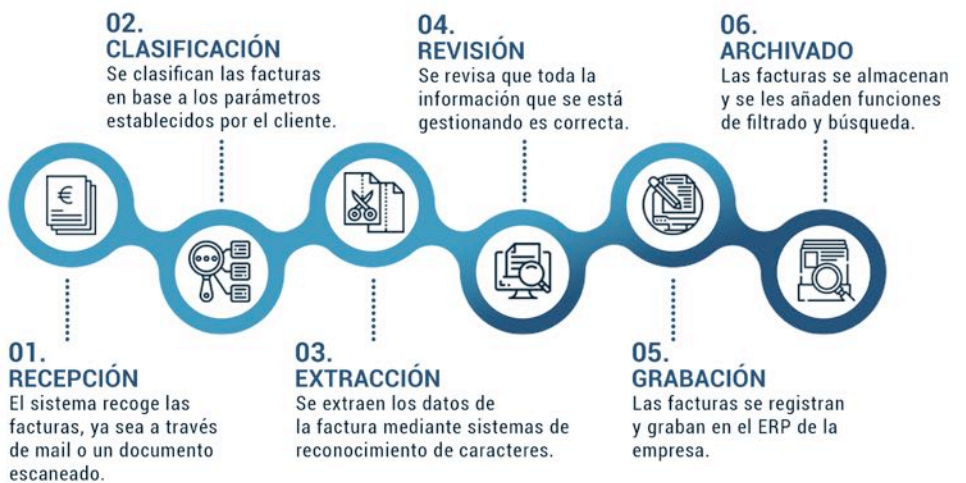 01.
RECEPCIÓN
El sistema recoge las
facturas, ya sea a través
de mail o un documento
escaneado.
02.
CLASIFICACIÓN
Se clasifican las facturas
en base a los parámetros
establecidos por el cliente.
03.
EXTRACCIÓN
Se extraen los datos de
la factura mediante sistemas de
reconocimiento de caracteres.
04.
REVISIÓN
Se revisa que toda la
información que se está
gestionando es correcta.
05.
GRABACIÓN
Las facturas se registran
y graban en el ERP de la
empresa.
06.
ARCHIVADO
Las facturas se almacenan
y se les añaden funciones
de filtrado y búsqueda.
€